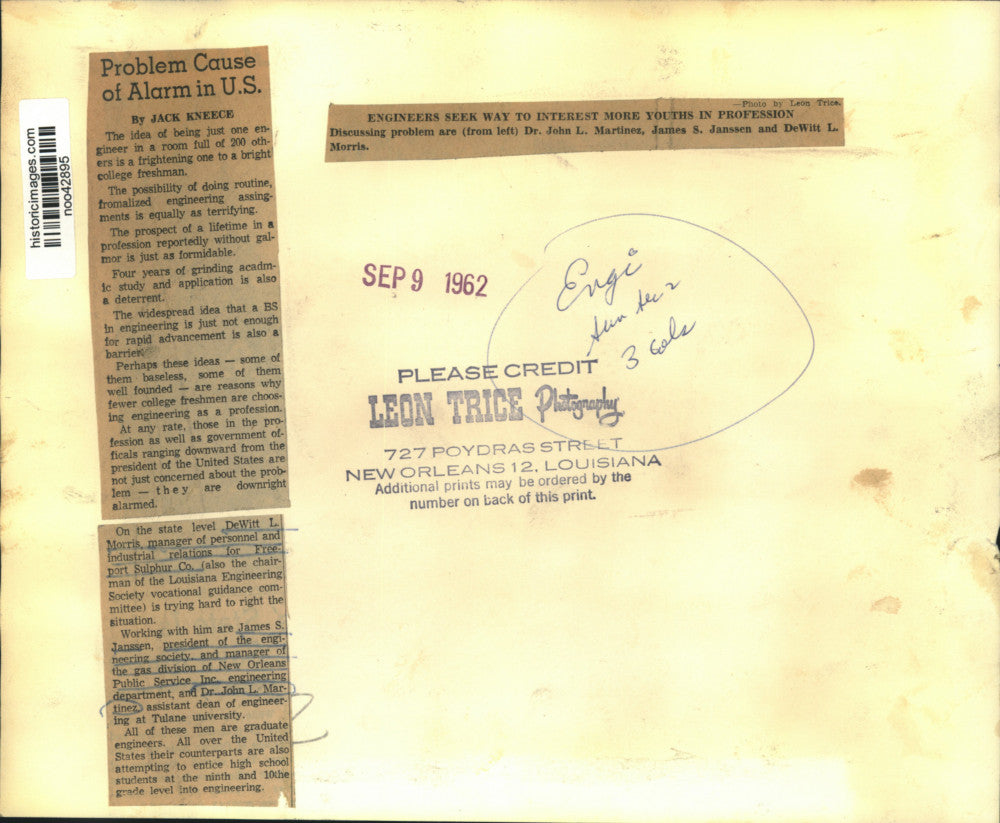 Problem Cause
of Alarm in U.S.
By JACK KNEECE
The idea of being just one en-
gineer in a room full of 200 oth-
ers is a frightening one to a bright
college freshman.
The possibility of doing routine,
fromalized engineering assing-
ments is equally as terrifying.
The prospect of a lifetime in a
profession reportedly without gal-
mor is just as formidable.
Four years of grinding acadm-
ic study and application is also
a deterrent.
The widespread idea that a BS
in engineering is just not enough
for rapid advancement is also a
barrier.
Perhaps these ideas — some of
them baseless, some of them
well founded — are reasons why
fewer college freshmen are choos-
ing engineering as a profession.
At any rate, those in the pro-
fession as well as government of-
ficals ranging downward from the
president of the United States are
not just concerned about the prob-
lem — they are downright
alarmed.
On the state level DeWitt L.
Morris, manager of personnel and
industrial relations for Free-
port Sulphur Co. (also the chair-
man of the Louisiana Engineering
Society vocational guidance com-
mittee) is trying hard to right the
situation.
Working with him are James S.
Janssen, president of the engi-
neering society, and manager of
the gas division of New Orleans
Public Service Inc. engineering
department, and Dr. John L. Mar-
tinez, assistant dean of engineer-
ing at Tulane university.
All of these men are graduate
engineers. All over the United
States their counterparts are also
attempting to entice high school
students at the ninth and 10the
grade level into engineering.
historicimages.com
noo42895
—Photo by Leon Trice.
ENGINEERS SEEK WAY TO INTEREST MORE YOUTHS IN PROFESSION
Discussing problem are (from left) Dr. John L. Martinez, James S. Janssen and DeWitt L.
Morris.
SEP 9 1962
Engi
3 cols
PLEASE CREDIT
LEON TRICE Photography
727 POYDRAS STREET
NEW ORLEANS 12, LOUISIANA
Additional prints may be ordered by the
number on back of this print.